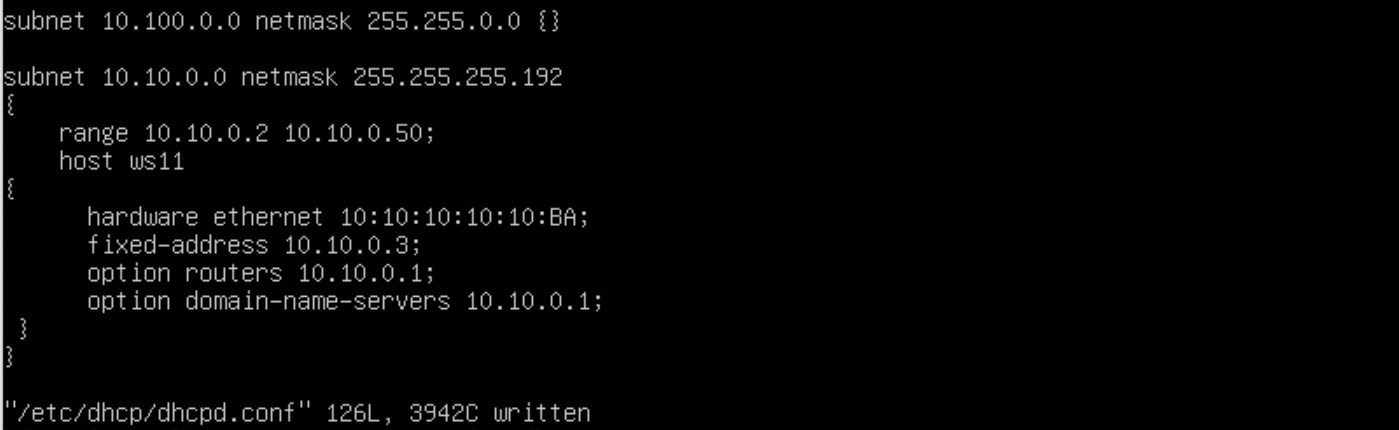 subnet 10.100.0.0 netmask 255.255.0.0 {}
subnet 10.10.0.0 netmask 255.255.255.192
{
range 10.10.0.2 10.10.0.50;
host ws11
{
hardware ethernet 10:10:10:10:10:BA;
fixed-address 10.10.0.3;
option routers 10.10.0.1;
option domain-name-servers 10.10.0.1;
}
}
"/etc/dhcp/dhcpd.conf" 126L, 3942C written